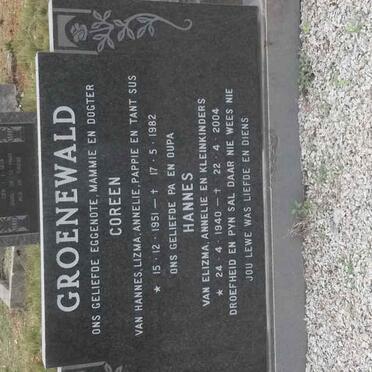 GROENEWALD
ONS GELIEFDE EGGENOTE, MAMMIE EN DOGTER
COREEN
VAN HANNES, LIZMA, ANNELIE, PAPPIE EN TANT SUS
★ 15.12.1951 — † 17.5.1982
ONS GELIEFDE PA EN OUPA
HANNES
VAN ELIZMA, ANNELIE EN KLEINKINDERS
★ 24.4.1940 — † 22.4.2004
DROEFHEID EN PYN SAL DAAR NIE WEES NIE
JOU LEWE WAS LIEFDE EN DIENS